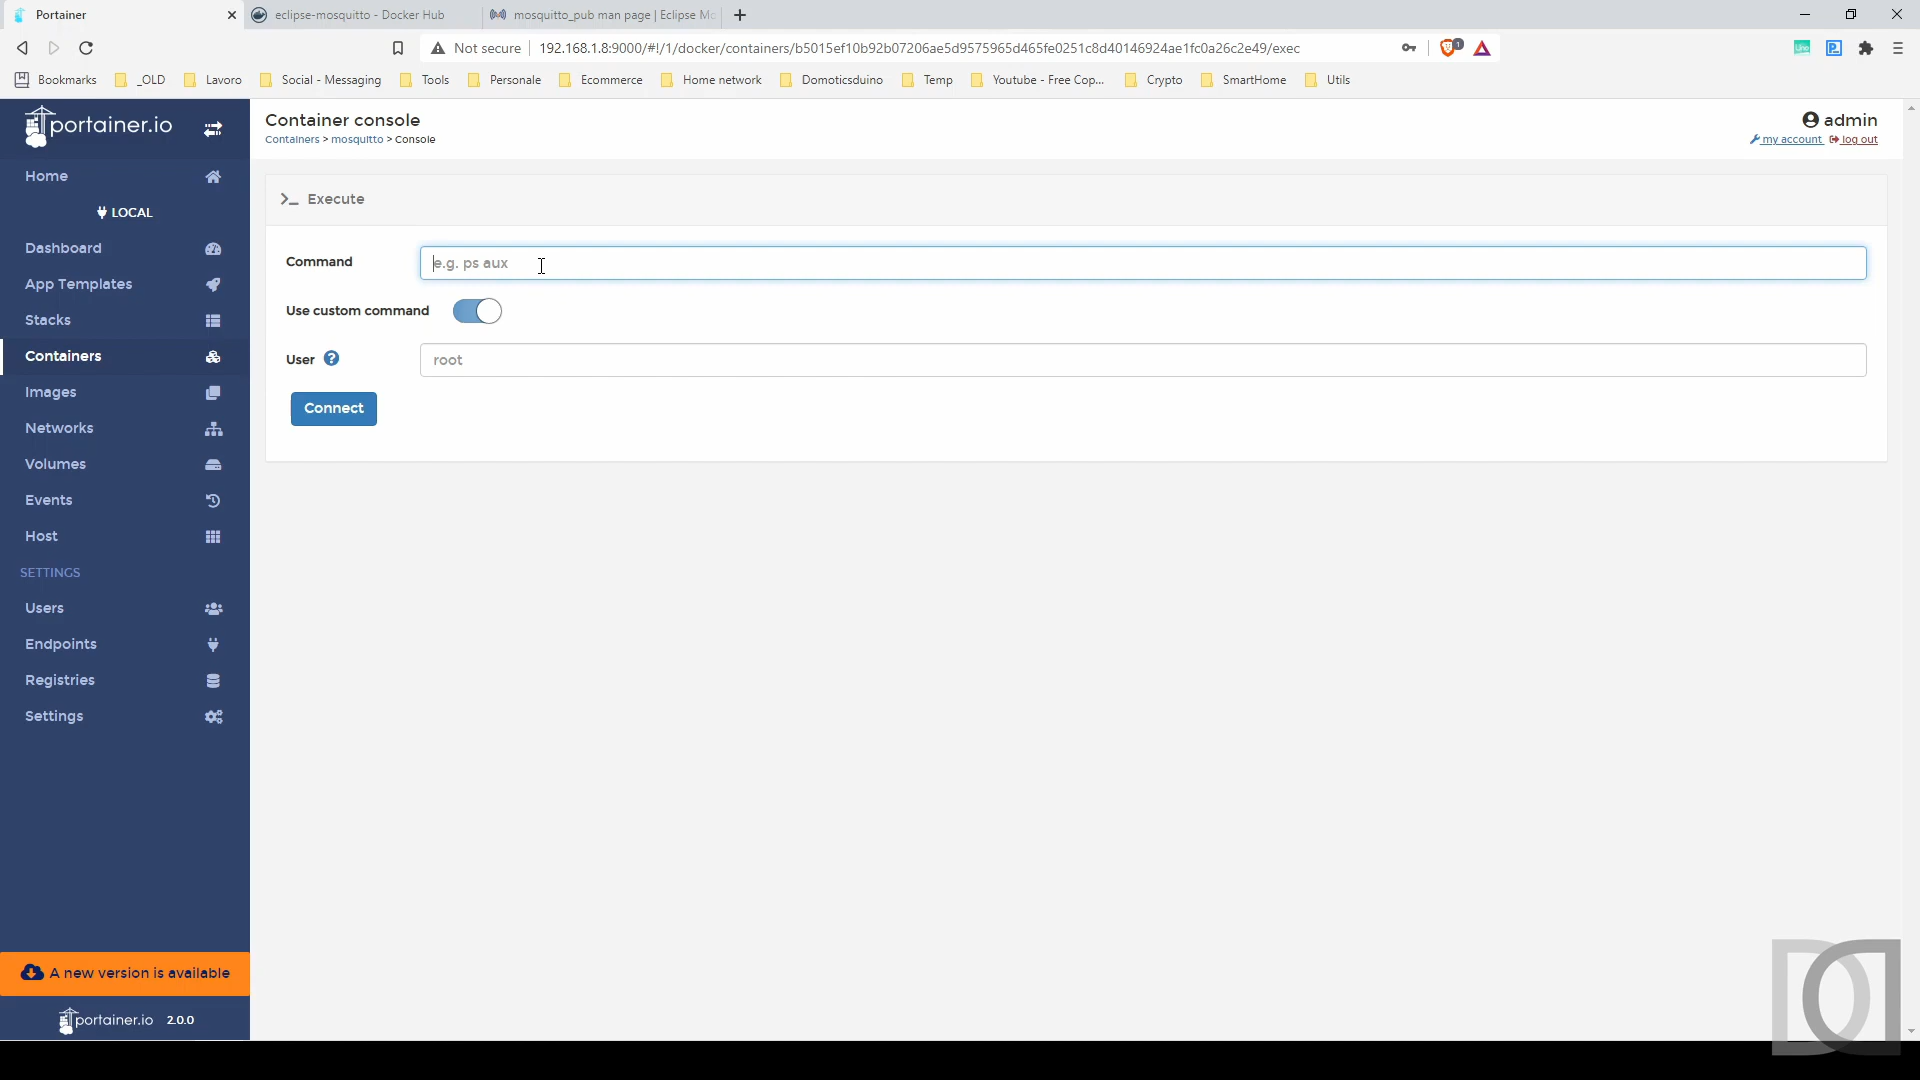 Portainer
eclipse-mosquitto - Docker Hub
mosquitto_pub man page | Eclipse Mo
Not secure
192.168.1.8:9000/#!/1/docker/containers/b5015ef10b92b07206ae5d9575965d465fe0251c8d40146924ae1fc0a26c2e49/exec
1
Bookmarks
_OLD
Lavoro
Social - Messaging
Tools
Personale
Ecommerce
Home network
Domoticsduino
Temp
Youtube - Free Cop...
Crypto
SmartHome
Utils
portainer.io
Container console
Containers > mosquitto > Console
admin
my account
log out
Home
LOCAL
Dashboard
App Templates
Stacks
Containers
Images
Networks
Volumes
Events
Host
SETTINGS
Users
Endpoints
Registries
Settings
>_ Execute
Command
e.g. ps aux
Use custom command
User
?
root
Connect
A new version is available
portainer.io 2.0.0